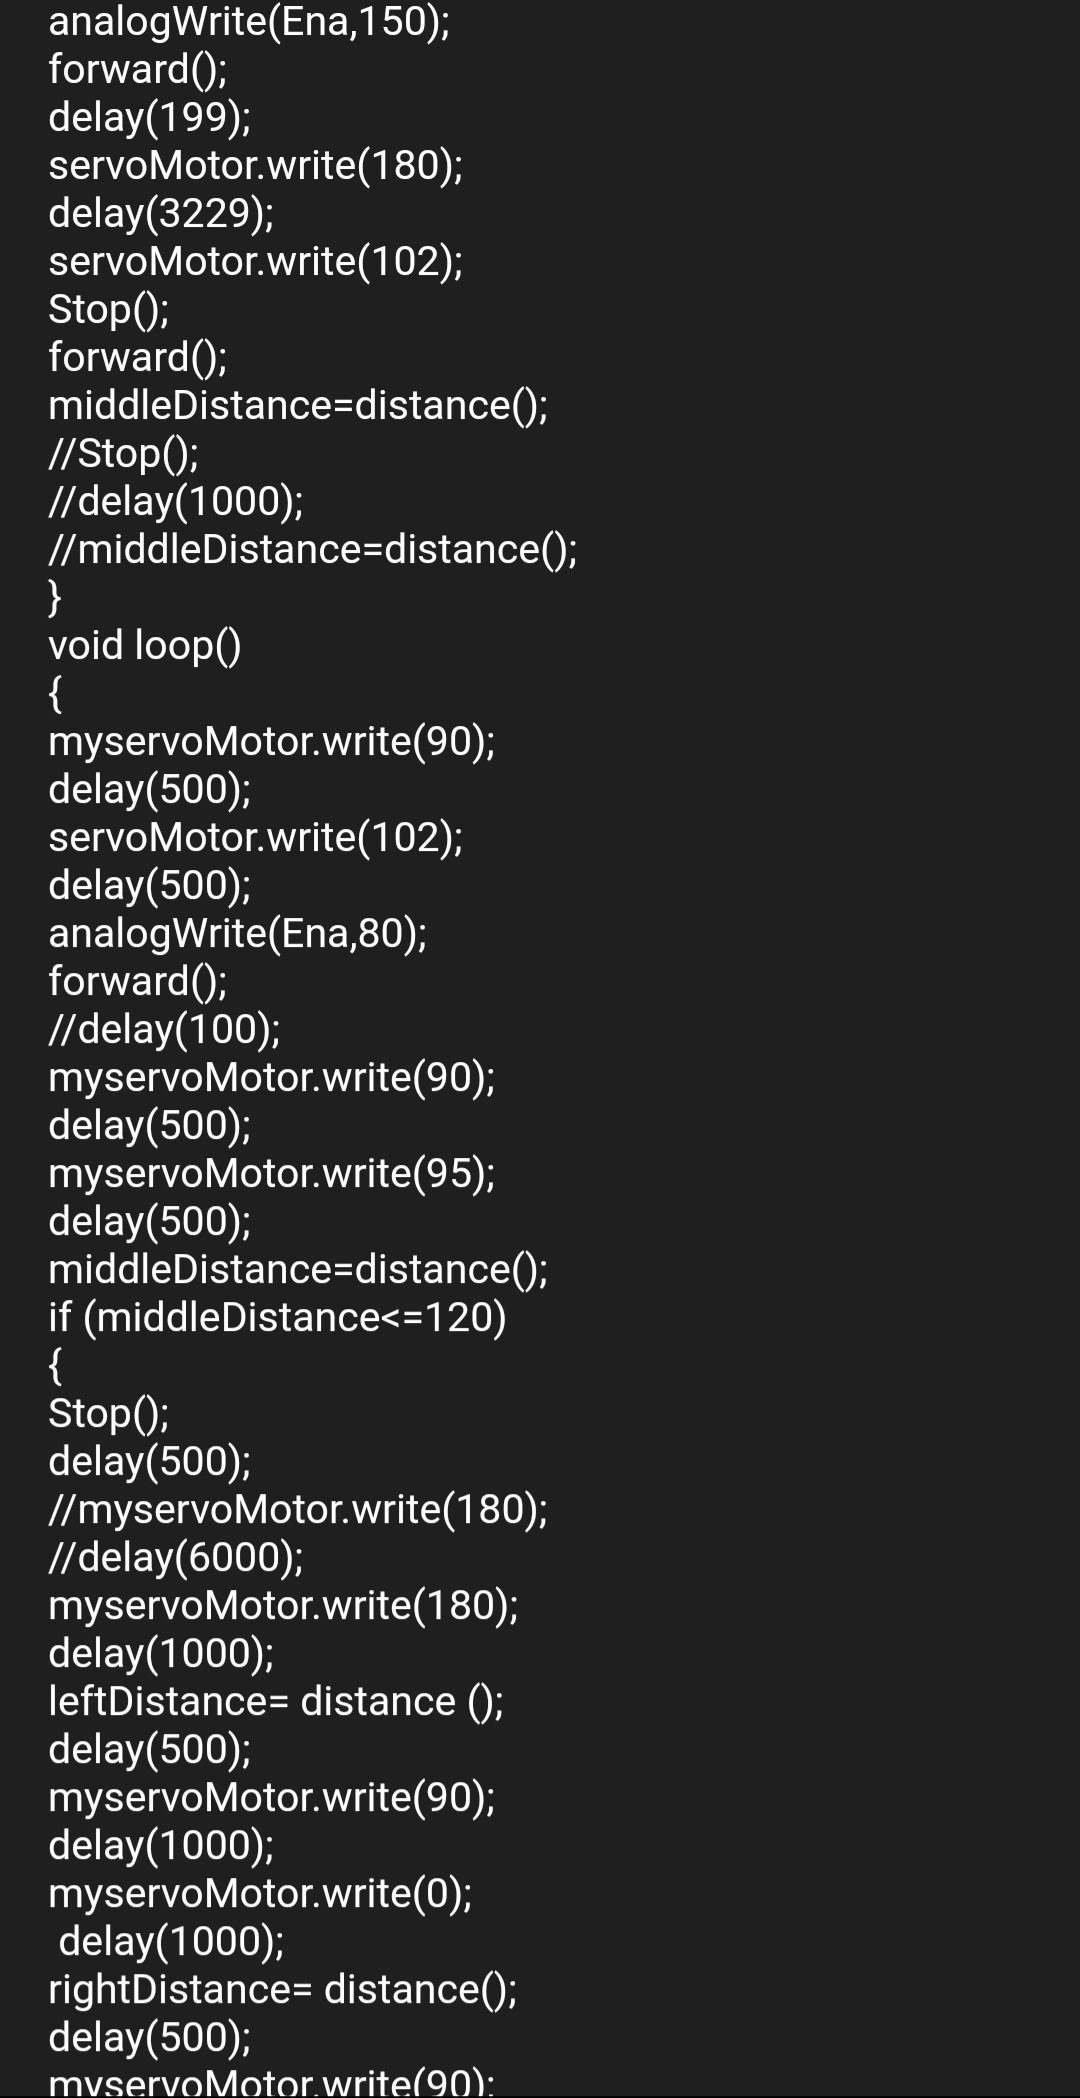 analogWrite(Ena,150);
forward();
delay(199);
servoMotor.write(180);
delay(3229);
servoMotor.write(102);
Stop();
forward();
middleDistance=distance();
//Stop();
//delay(1000);
//middleDistance=distance();
}
void loop()
{
myservoMotor.write(90);
delay(500);
servoMotor.write(102);
delay(500);
analogWrite(Ena,80);
forward();
//delay(100);
myservoMotor.write(90);
delay(500);
myservoMotor.write(95);
delay(500);
middleDistance=distance();
if (middleDistance<=120)
{
Stop();
delay(500);
//myservoMotor.write(180);
//delay(6000);
myservoMotor.write(180);
delay(1000);
leftDistance= distance ();
delay(500);
myservoMotor.write(90);
delay(1000);
myservoMotor.write(0);
 delay(1000);
rightDistance= distance();
delay(500);
myservoMotor.write(90);